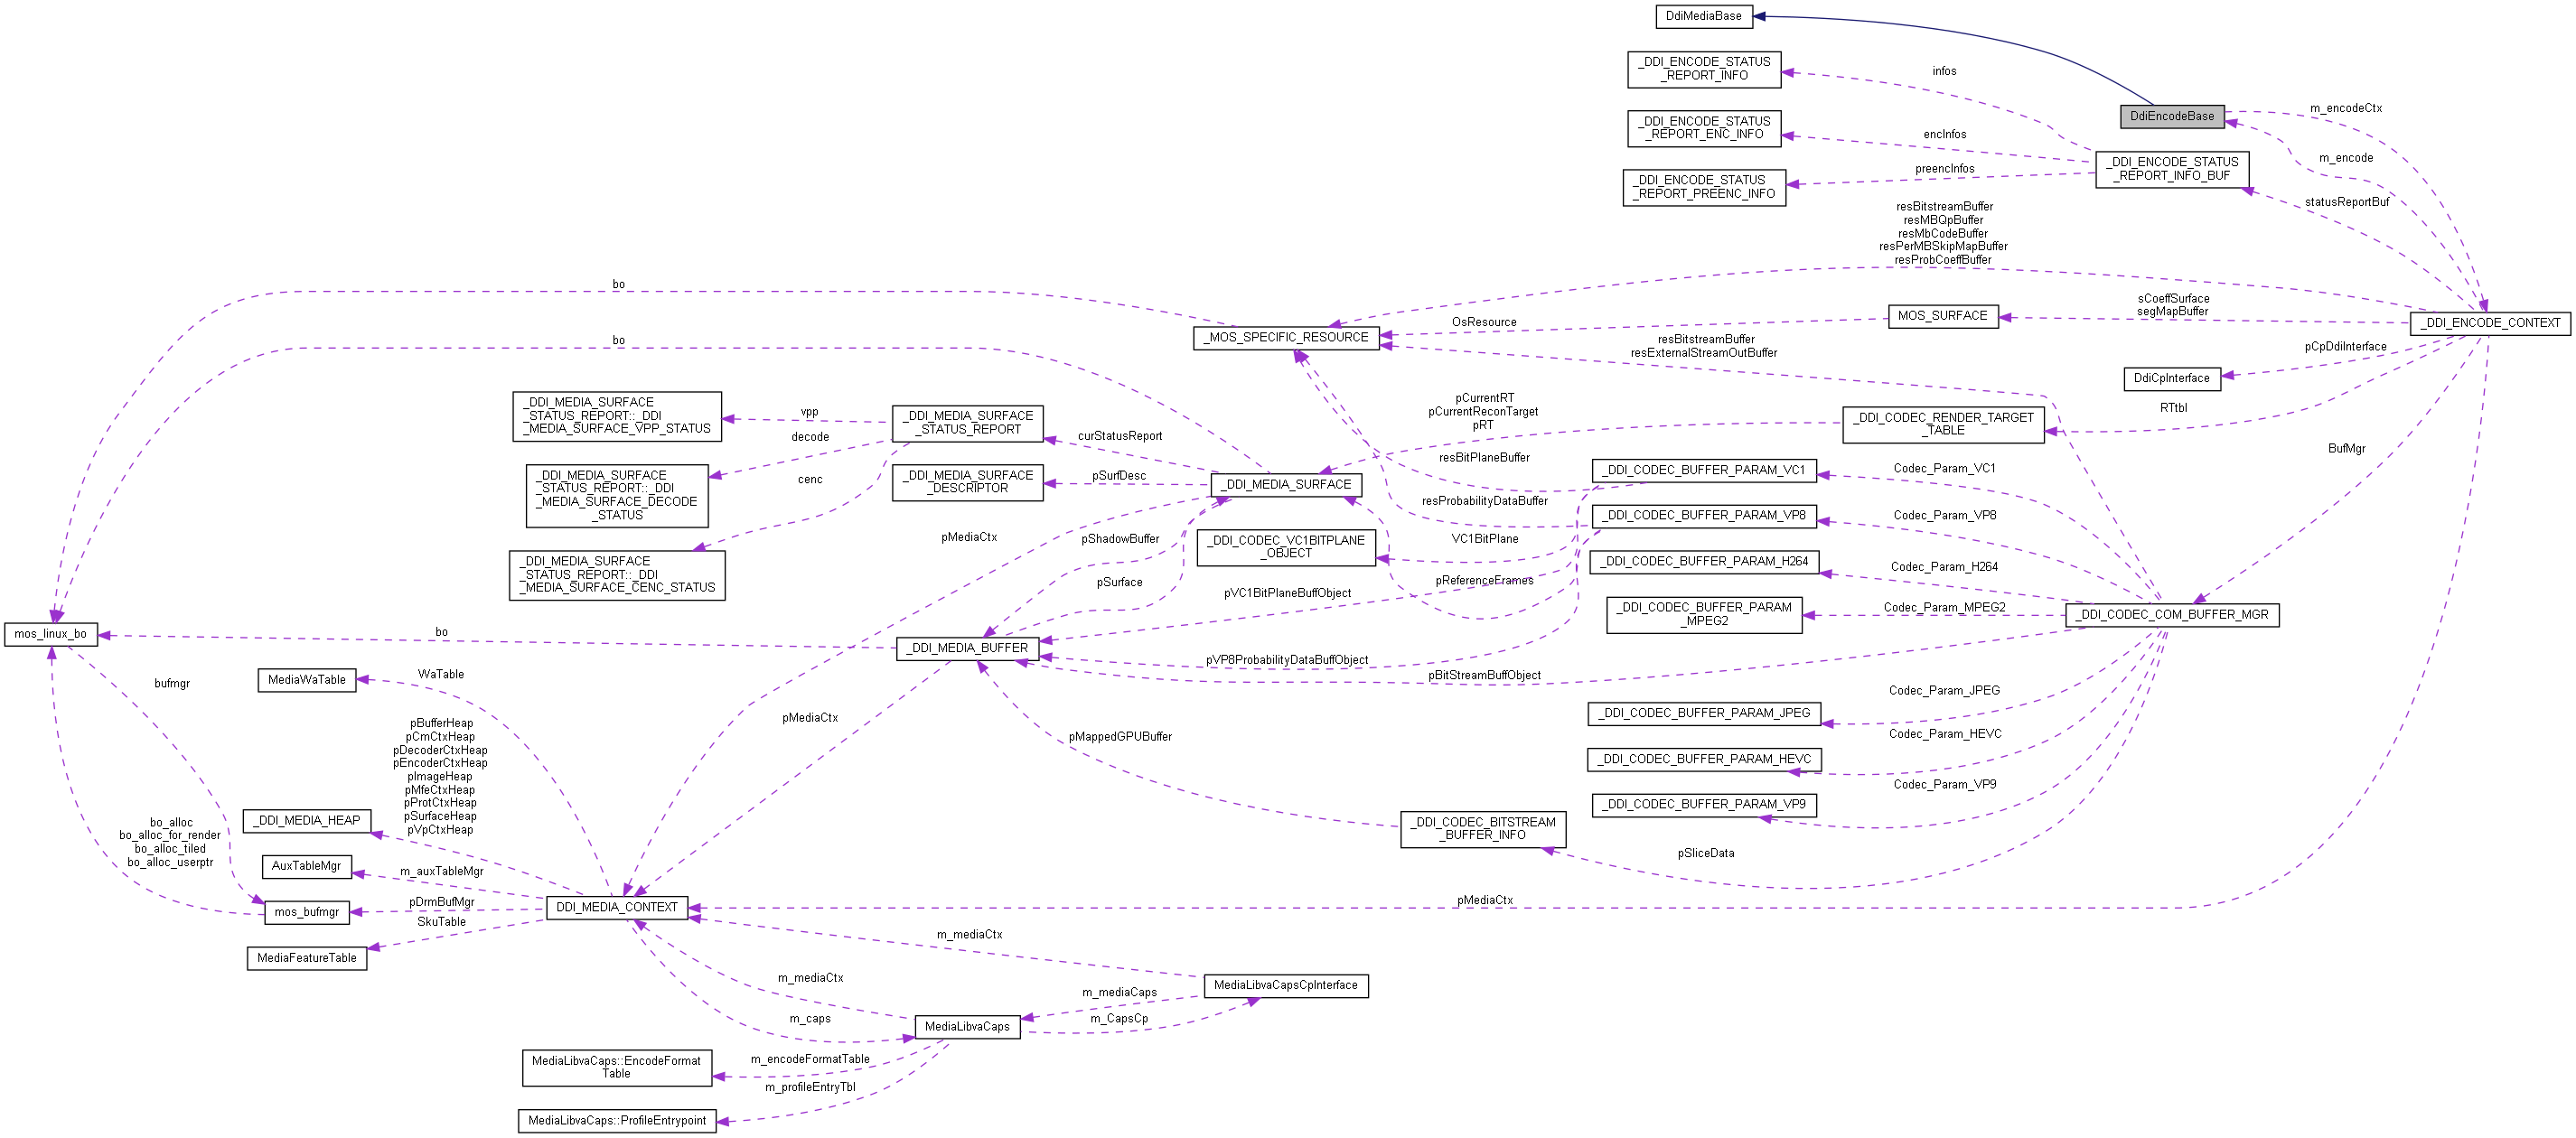 DdiMediaBase
_DDI_ENCODE_STATUS
_REPORT_INFO
infos
DdiEncodeBase
m_encodeCtx
_DDI_ENCODE_STATUS
_REPORT_ENC_INFO
encInfos
m_encode
_DDI_ENCODE_STATUS
_REPORT_INFO_BUF
preencInfos
_DDI_ENCODE_STATUS
_REPORT_PREENC_INFO
statusReportBuf
resBitstreamBuffer
resMBQpBuffer
resMbCodeBuffer
resPerMBSkipMapBuffer
resProbCoeffBuffer
bo
sCoeffSurface
segMapBuffer
MOS_SURFACE
OsResource
_DDI_ENCODE_CONTEXT
_MOS_SPECIFIC_RESOURCE
bo
resBitstreamBuffer
resExternalStreamOutBuffer
pCpDdiInterface
DdiCpInterface
_DDI_MEDIA_SURFACE
_STATUS_REPORT::_DDI
_MEDIA_SURFACE_VPP_STATUS
vpp
_DDI_MEDIA_SURFACE
_STATUS_REPORT
pCurrentRT
pCurrentReconTarget
pRT
_DDI_CODEC_RENDER_TARGET
_TABLE
RTtbl
decode
curStatusReport
BufMgr
resBitPlaneBuffer
_DDI_MEDIA_SURFACE
_STATUS_REPORT::_DDI
_MEDIA_SURFACE_DECODE
_STATUS
cenc
_DDI_MEDIA_SURFACE
_DESCRIPTOR
pSurfDesc
_DDI_MEDIA_SURFACE
_DDI_CODEC_BUFFER_PARAM_VC1
Codec_Param_VC1
resProbabilityDataBuffer
_DDI_CODEC_BUFFER_PARAM_VP8
Codec_Param_VP8
pMediaCtx
pShadowBuffer
_DDI_CODEC_VC1BITPLANE
_OBJECT
VC1BitPlane
_DDI_CODEC_BUFFER_PARAM_H264
Codec_Param_H264
_DDI_MEDIA_SURFACE
_STATUS_REPORT::_DDI
_MEDIA_SURFACE_CENC_STATUS
pSurface
pReferenceFrames
pVC1BitPlaneBuffObject
_DDI_CODEC_BUFFER_PARAM
_MPEG2
Codec_Param_MPEG2
_DDI_CODEC_COM_BUFFER_MGR
mos_linux_bo
bo
_DDI_MEDIA_BUFFER
pVP8ProbabilityDataBuffObject
pBitStreamBuffObject
MediaWaTable
WaTable
bufmgr
Codec_Param_JPEG
_DDI_CODEC_BUFFER_PARAM_JPEG
pMediaCtx
pMappedGPUBuffer
Codec_Param_HEVC
_DDI_CODEC_BUFFER_PARAM_HEVC
pBufferHeap
pCmCtxHeap
pDecoderCtxHeap
pEncoderCtxHeap
pImageHeap
pMfeCtxHeap
pProtCtxHeap
pSurfaceHeap
pVpCtxHeap
Codec_Param_VP9
_DDI_CODEC_BUFFER_PARAM_VP9
_DDI_MEDIA_HEAP
bo_alloc
bo_alloc_for_render
bo_alloc_tiled
bo_alloc_userptr
_DDI_CODEC_BITSTREAM
_BUFFER_INFO
pSliceData
AuxTableMgr
m_auxTableMgr
mos_bufmgr
pDrmBufMgr
DDI_MEDIA_CONTEXT
pMediaCtx
SkuTable
MediaFeatureTable
m_mediaCtx
m_mediaCtx
m_mediaCaps
MediaLibvaCapsCpInterface
m_caps
MediaLibvaCaps
m_CapsCp
MediaLibvaCaps::EncodeFormat
Table
m_encodeFormatTable
m_profileEntryTbl
MediaLibvaCaps::ProfileEntrypoint